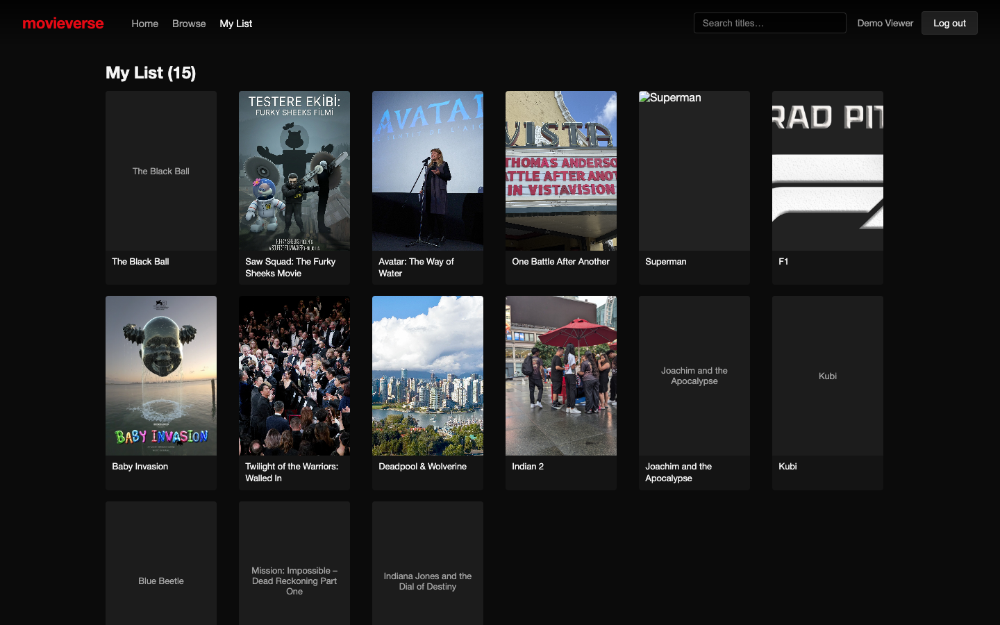 movieverse
Home
Browse
My List
Search titles...
Demo Viewer
Log out
My List (15)
The Black Ball
The Black Ball
TESTERE EKİBİ:
FURKY SHEEKS FİLMİ
Saw Squad: The Furky
Sheeks Movie
AVATAR
Avatar: The Way of
Water
VISTA
THOMAS ANDERSO
ATTLE AFTER ANOT
IN VISTAVISION
One Battle After Another
Superman
Superman
RAD PIT
F1
BABY INVASION
Baby Invasion
Twilight of the Warriors:
Walled In
Deadpool & Wolverine
Indian 2
Joachim and the
Apocalypse
Joachim and the
Apocalypse
Kubi
Kubi
Blue Beetle
Mission: Impossible –
Dead Reckoning Part
One
Indiana Jones and the
Dial of Destiny